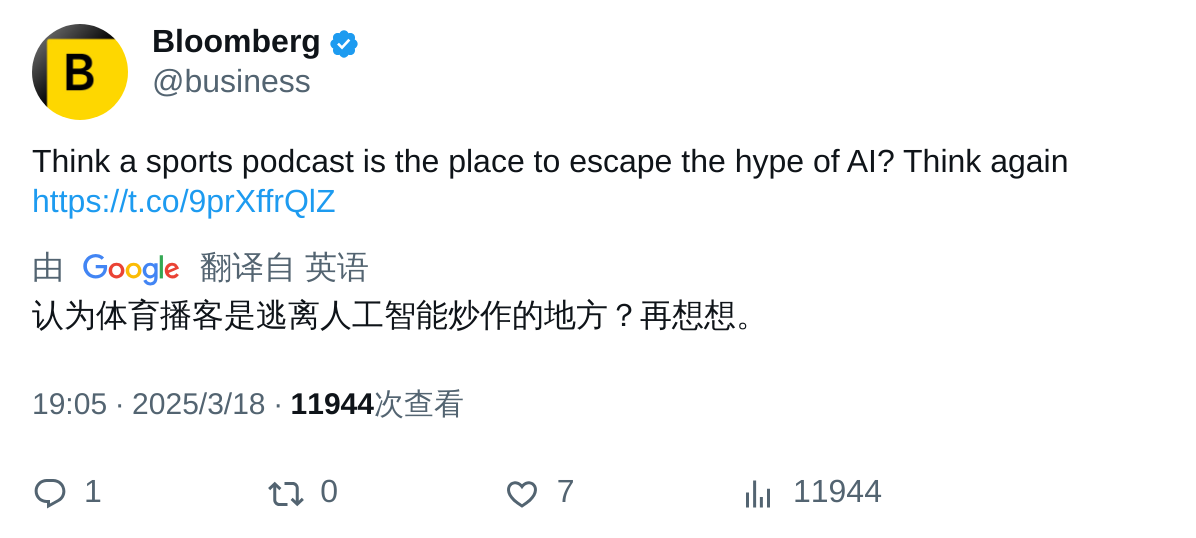 B
Bloomberg
@business
Think a sports podcast is the place to escape the hype of AI? Think again
https://t.co/9prXffrQlZ
由 Google 翻译自 英语
认为体育播客是逃离人工智能炒作的地方？再想想。
19:05 · 2025/3/18 · 11944次查看
1 0 7 11944